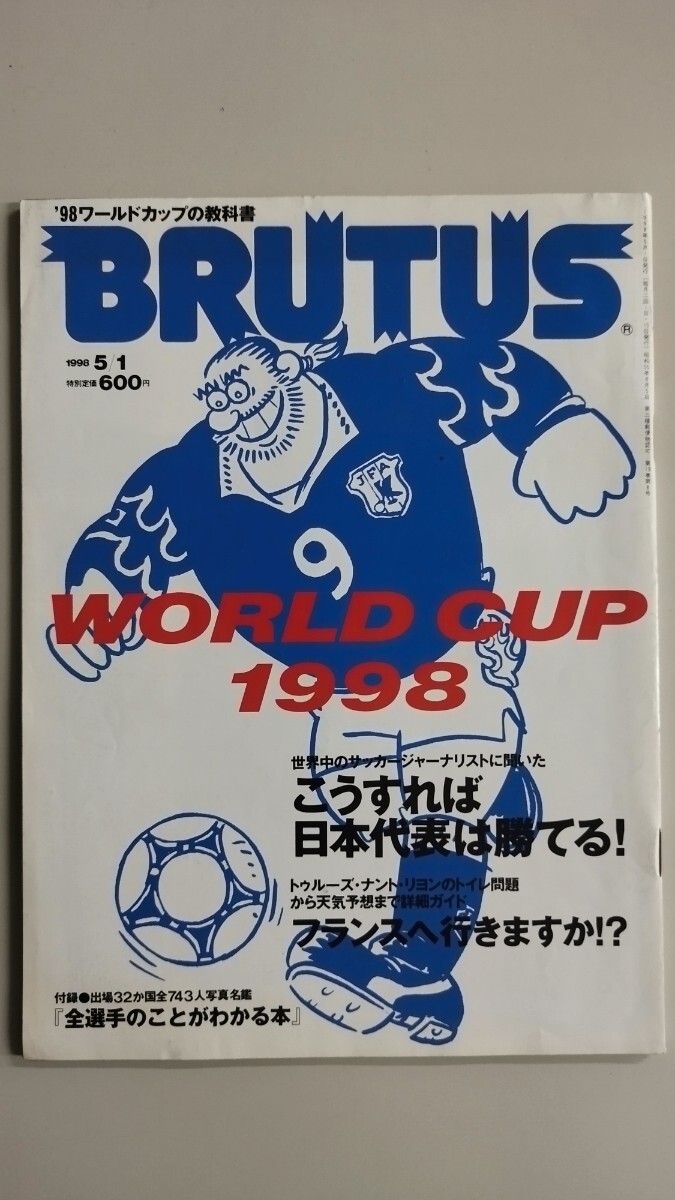 '98ワールドカップの教科書
BRUTUS
®
1998 5/1
特別定価600円
JFA
9
WORLD CUP
1998
世界中のサッカージャーナリストに聞いた
こうすれば
日本代表は勝てる!
トゥルーズ・ナント・リヨンのトイレ問題
から天気予想まで詳細ガイド
フランスへ行きますか!?
付録●出場32か国全743人写真名鑑
『全選手のことがわかる本』